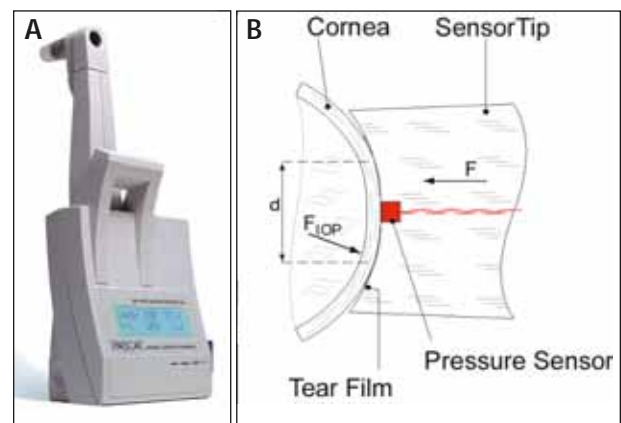 A
B
Cornea
SensorTip
F
d
F_IOP
Pressure Sensor
Tear Film
PASCAL